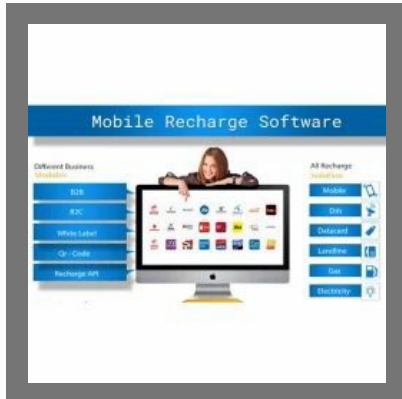 Mobile Recharge Software
Different Business
Modules
B2B
B2C
White Label
Qr - Code
Recharge API
All Recharge
Solutions
Mobile
Dth
Datacard
Landline
Gas
Electricity